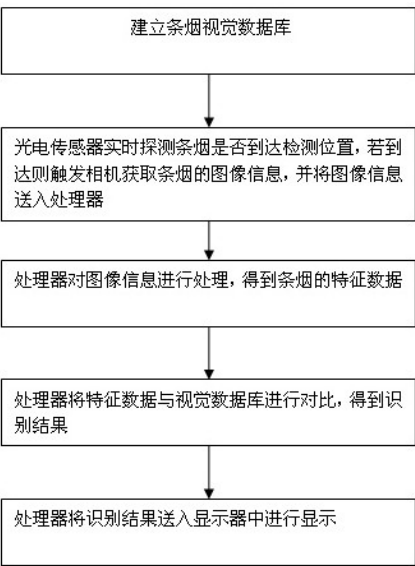 建立条烟视觉数据库
光电传感器实时探测条烟是否到达检测位置，若到
达则触发相机获取条烟的图像信息，并将图像信息
送入处理器
处理器对图像信息进行处理，得到条烟的特征数据
处理器将特征数据与视觉数据库进行对比，得到识
别结果
处理器将识别结果送入显示器中进行显示